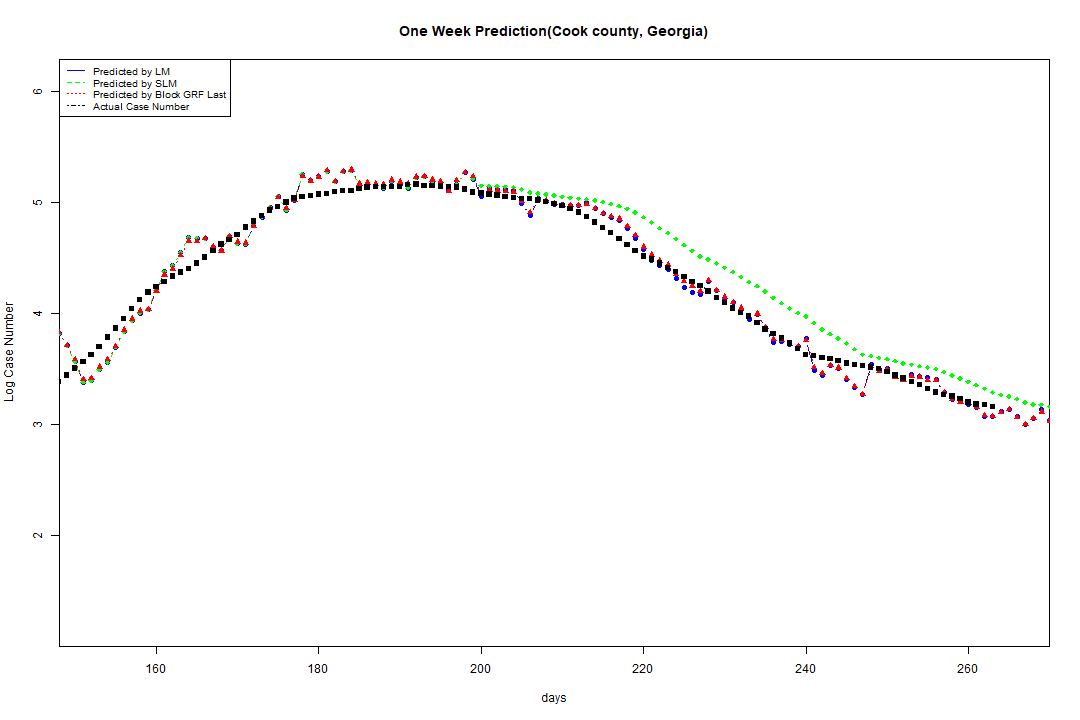 One Week Prediction(Cook county, Georgia)
Predicted by LM
Predicted by SLM
Predicted by Block GRF Last
Actual Case Number
6
5
4
3
2
Log Case Number
160 180 200 220 240 260
days